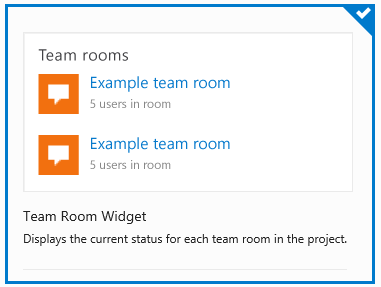 Team rooms
Example team room
5 users in room
Example team room
5 users in room
Team Room Widget
Displays the current status for each team room in the project.